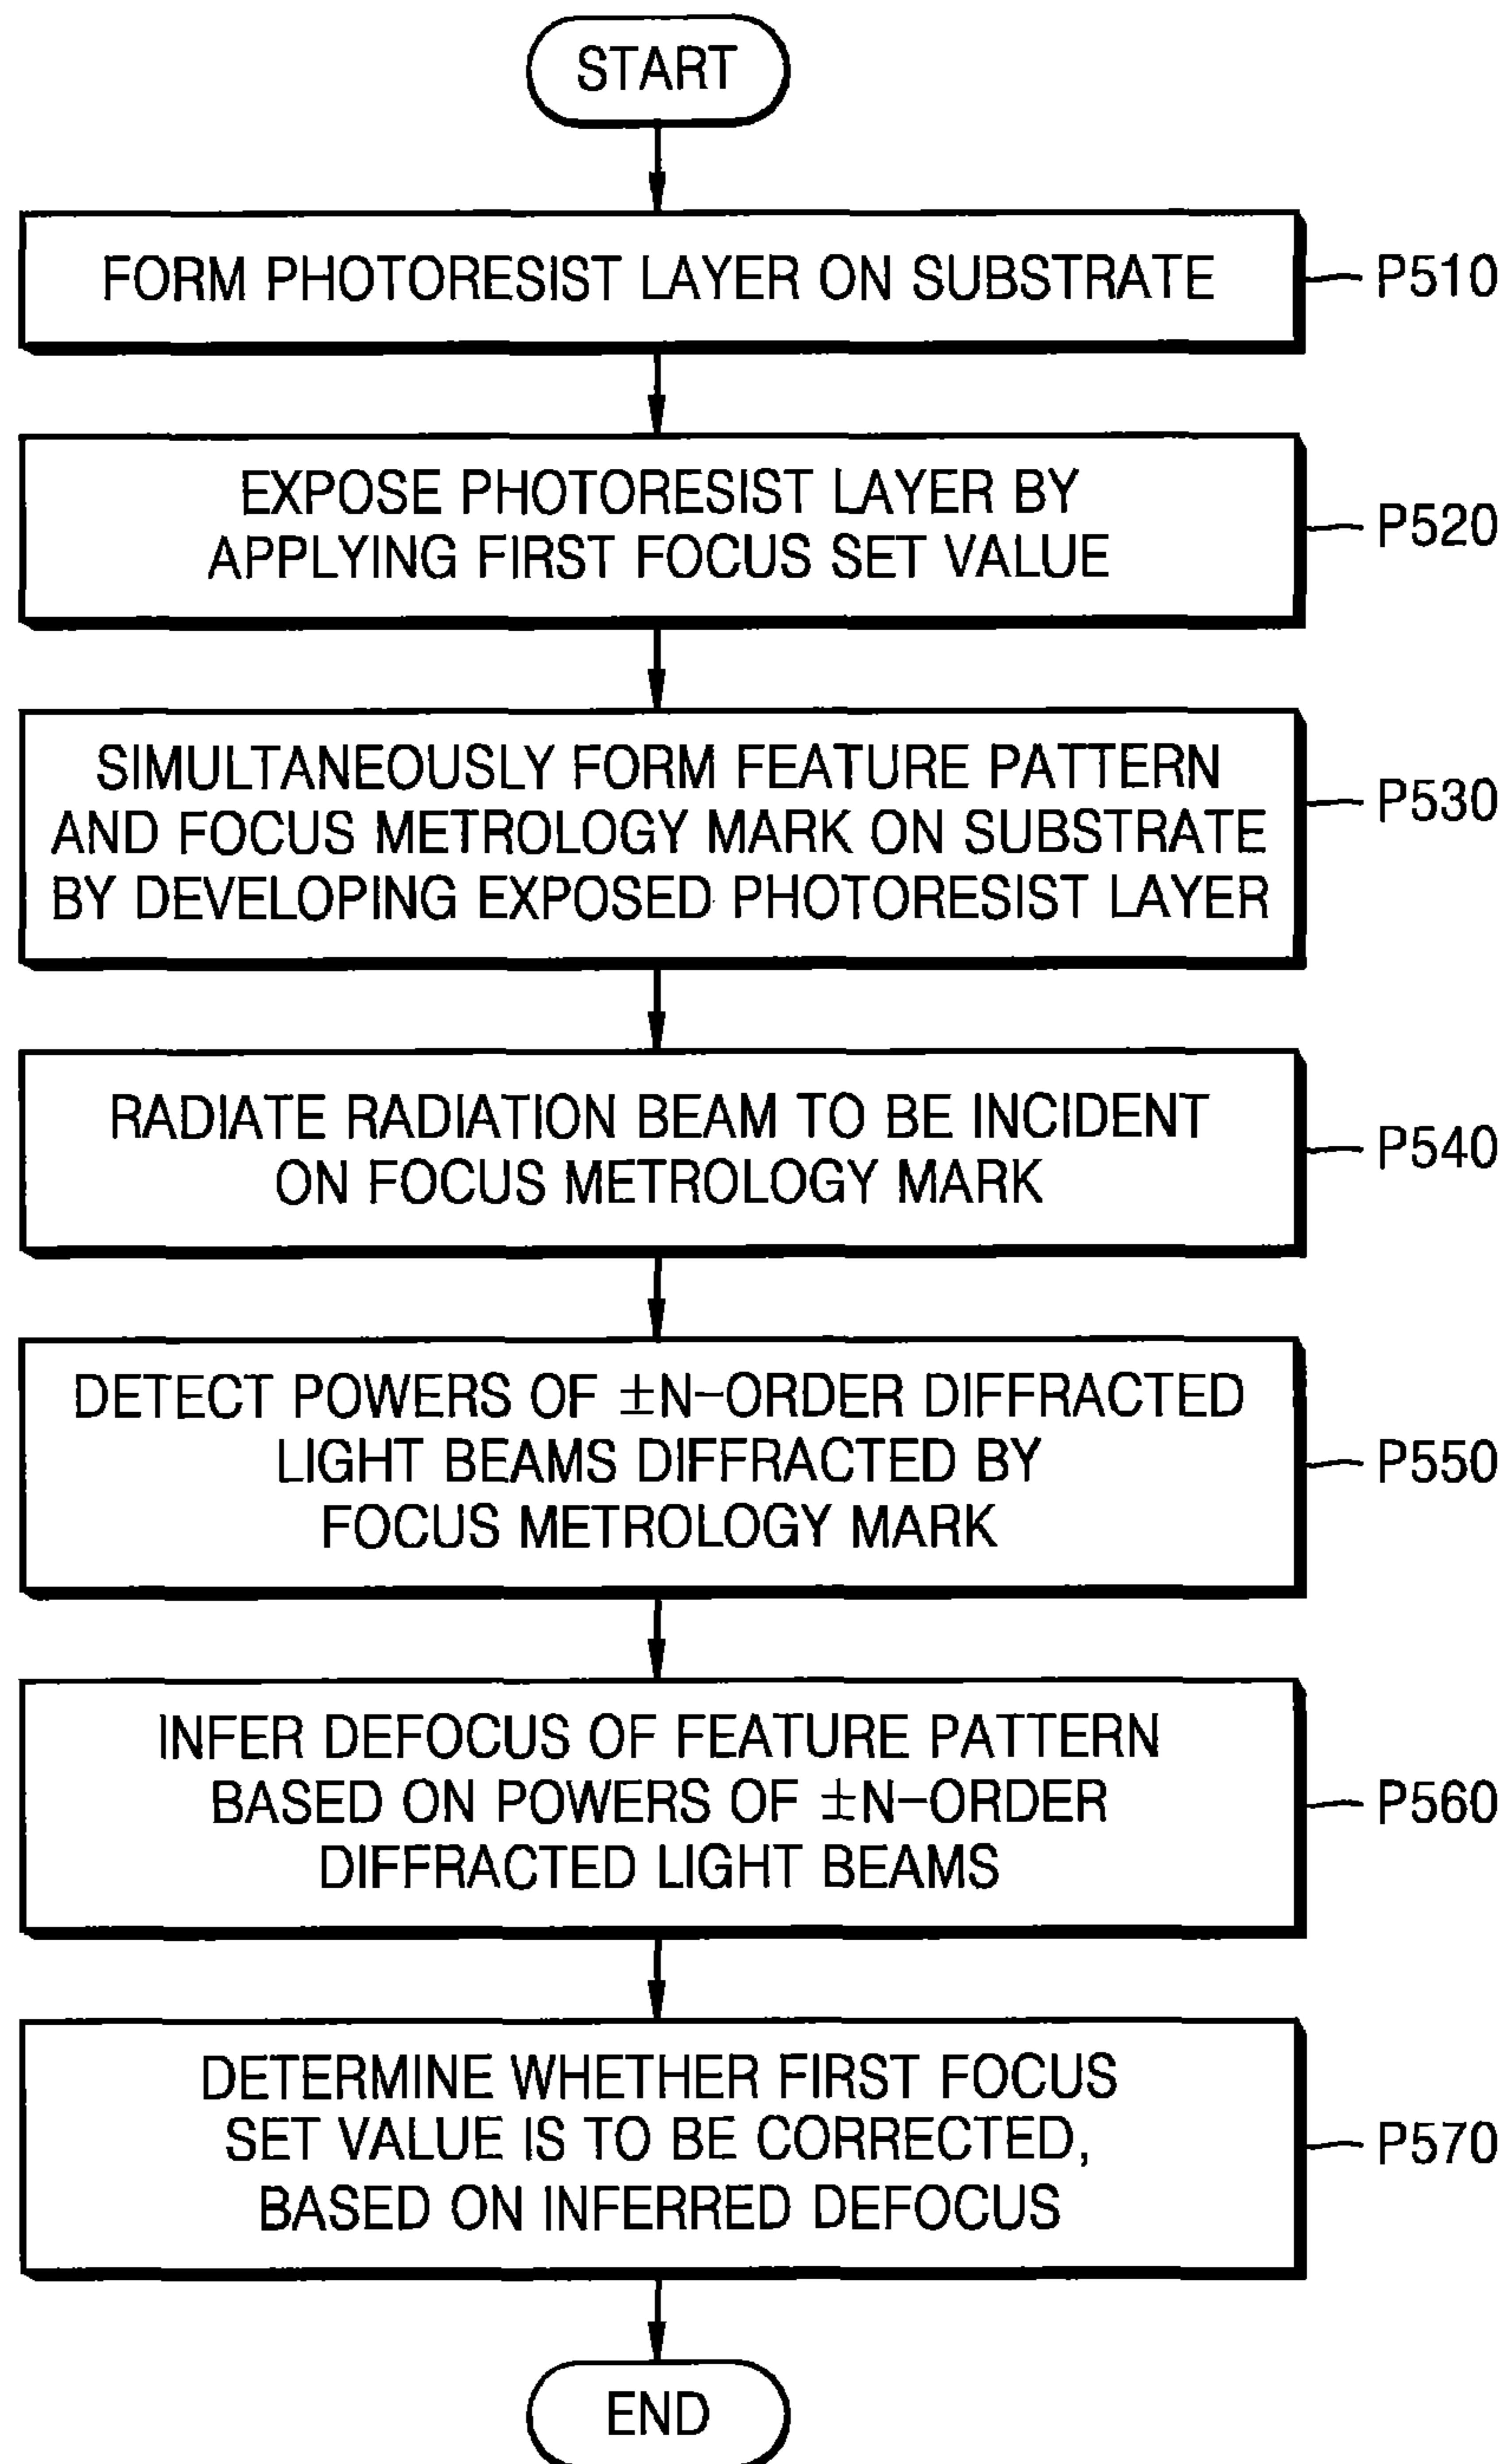 START
FORM PHOTORESIST LAYER ON SUBSTRATE
P510
EXPOSE PHOTORESIST LAYER BY
APPLYING FIRST FOCUS SET VALUE
P520
SIMULTANEOUSLY FORM FEATURE PATTERN
AND FOCUS METROLOGY MARK ON SUBSTRATE
BY DEVELOPING EXPOSED PHOTORESIST LAYER
P530
RADIATE RADIATION BEAM TO BE INCIDENT
ON FOCUS METROLOGY MARK
P540
DETECT POWERS OF ±N-ORDER DIFFRACTED
LIGHT BEAMS DIFFRACTED BY
FOCUS METROLOGY MARK
P550
INFER DEFOCUS OF FEATURE PATTERN
BASED ON POWERS OF ±N-ORDER
DIFFRACTED LIGHT BEAMS
P560
DETERMINE WHETHER FIRST FOCUS
SET VALUE IS TO BE CORRECTED,
BASED ON INFERRED DEFOCUS
P570
END